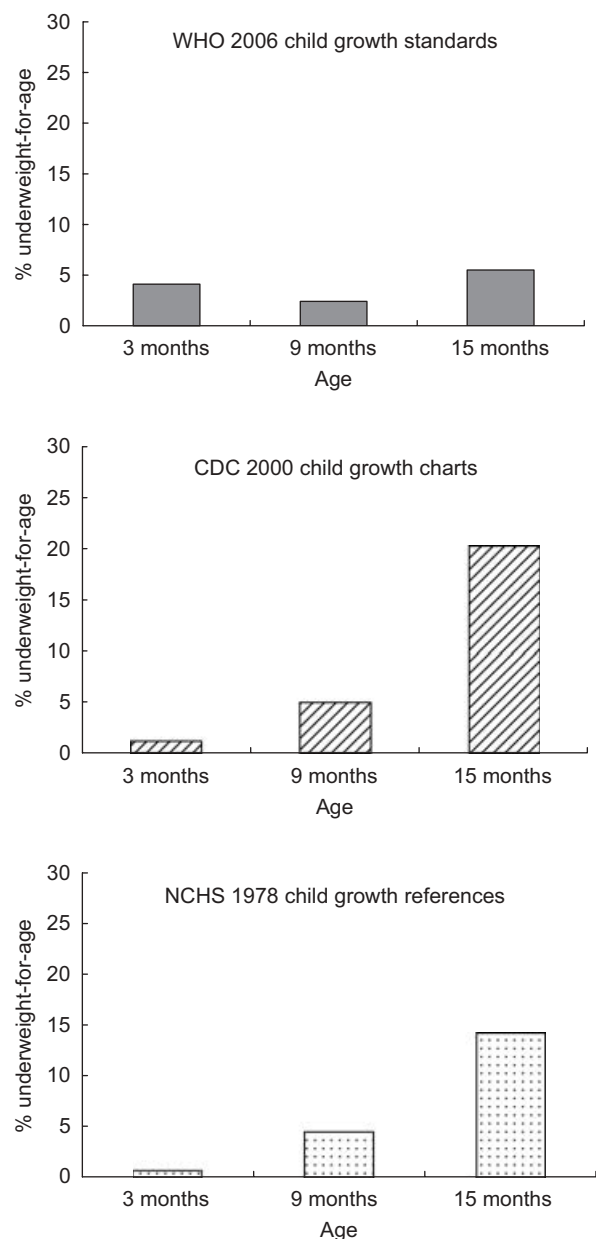 WHO 2006 child growth standards
% underweight-for-age
30
25
20
15
10
5
0
3 months 9 months 15 months
Age
CDC 2000 child growth charts
% underweight-for-age
30
25
20
15
10
5
0
3 months 9 months 15 months
Age
NCHS 1978 child growth references
% underweight-for-age
30
25
20
15
10
5
0
3 months 9 months 15 months
Age